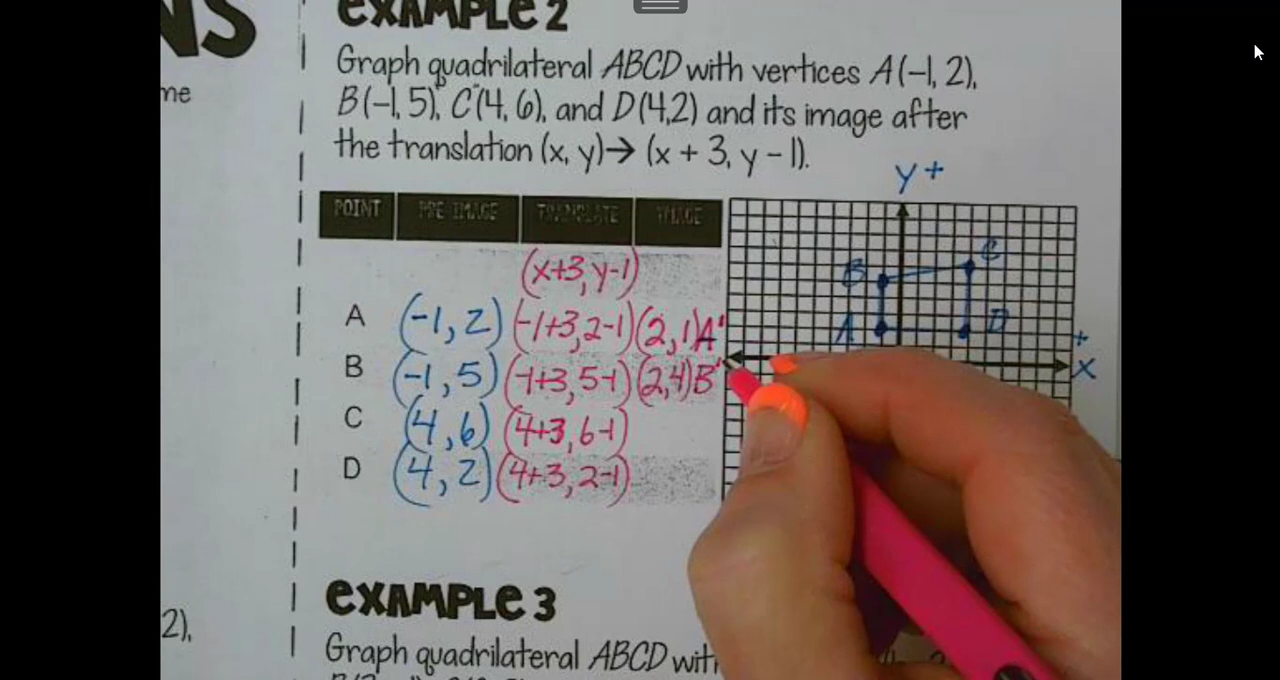 NS
me
2),
EXAMPLE 2
Graph quadrilateral ABCD with vertices A(-1, 2),
B(-1, 5), C(4, 6), and D(4,2) and its image after
the translation (x, y)→ (x + 3, y - 1).
POINT PRE IMAGE TRANSLATE IMAGE
(x+3, y-1)
A (-1, 2) (-1+3, 2-1) (2, 1) A'
B (-1, 5) (-1+3, 5-1) (2,4) B'
C (4, 6) (4+3, 6-1)
D (4, 2) (4+3, 2-1)
y +
B C
A D
+
x
EXAMPLE 3
Graph quadrilateral ABCD with